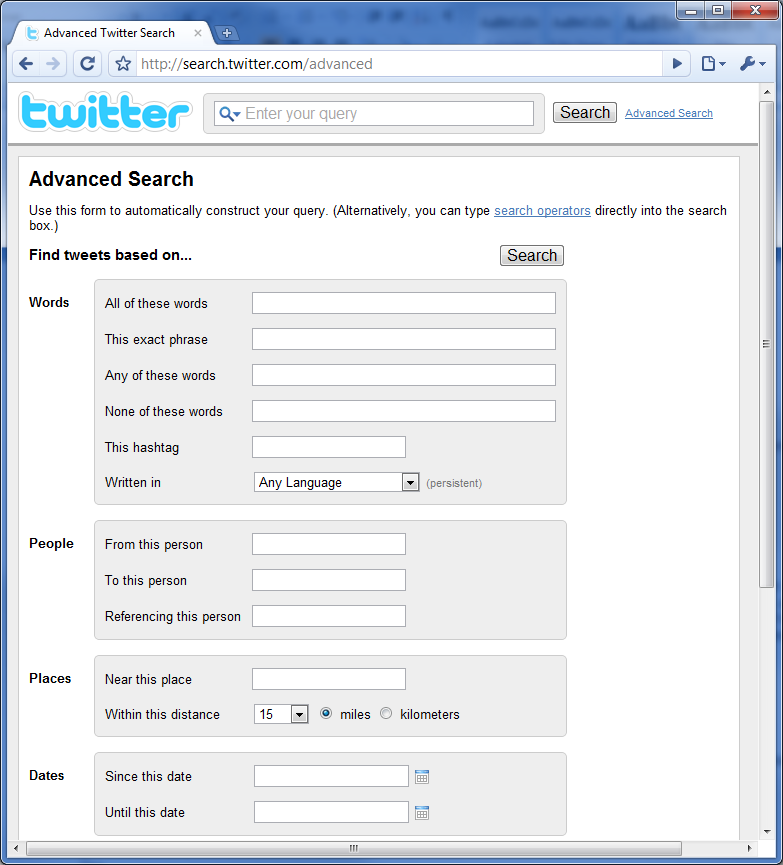 Advanced Twitter Search
http://search.twitter.com/advanced
twitter
Enter your query
Search
Advanced Search
Advanced Search
Use this form to automatically construct your query. (Alternatively, you can type search operators directly into the search
box.)
Find tweets based on...
Search
Words
All of these words
This exact phrase
Any of these words
None of these words
This hashtag
Written in
Any Language
(persistent)
People
From this person
To this person
Referencing this person
Places
Near this place
Within this distance
15
miles
kilometers
Dates
Since this date
Until this date